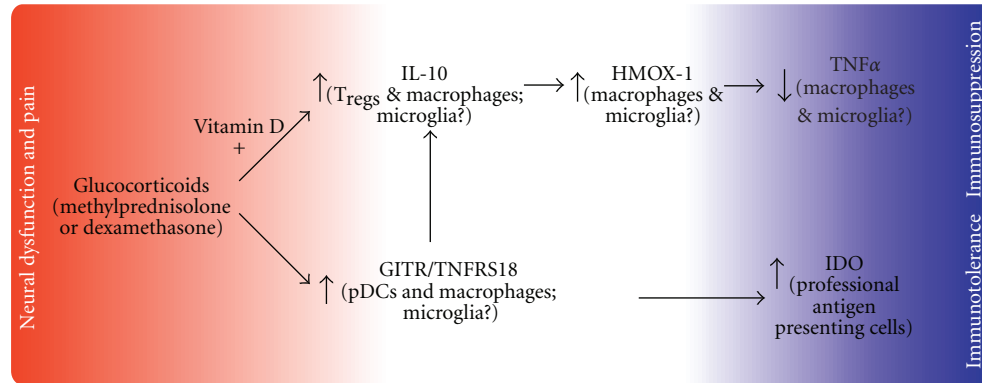 Neural dysfunction and pain
Vitamin D
+
Glucocorticoids
(methylprednisolone
or dexamethasone)
↑ IL-10
(Tregs & macrophages;
microglia?)
↑ HMOX-1
(macrophages &
microglia?)
↓ TNFα
(macrophages
& microglia?)
↑ GITR/TNFRS18
(pDCs and macrophages;
microglia?)
↑ IDO
(professional
antigen
presenting cells)
Immunosuppression
Immunotolerance